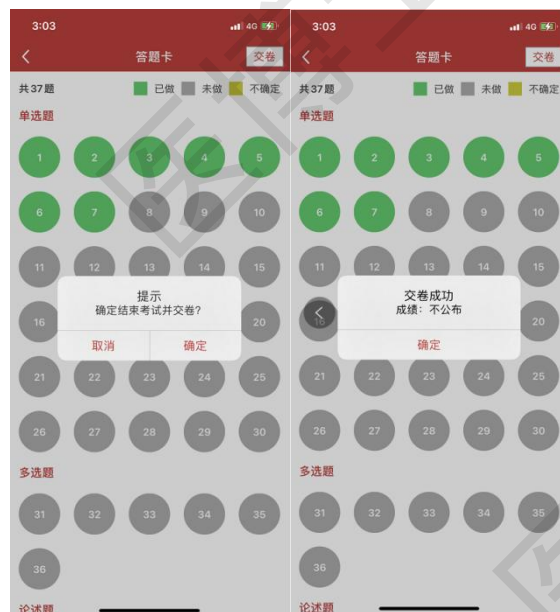 3:03
4G
答题卡
交卷
共37题
已做
未做
不确定
单选题
1 2 3 4 5
6 7 8 9 10
11 12 13 14 15
16
20
提示
确定结束考试并交卷?
取消
确定
21 22 23 24 25
26 27 28 29 30
多选题
31 32 33 34 35
36
论述题
3:03
4G
答题卡
交卷
共37题
已做
未做
不确定
单选题
1 2 3 4 5
6 7 8 9 10
11 12 13 14 15
20
交卷成功
成绩：不公布
确定
21 22 23 24 25
26 27 28 29 30
多选题
31 32 33 34 35
36
论述题
医博士